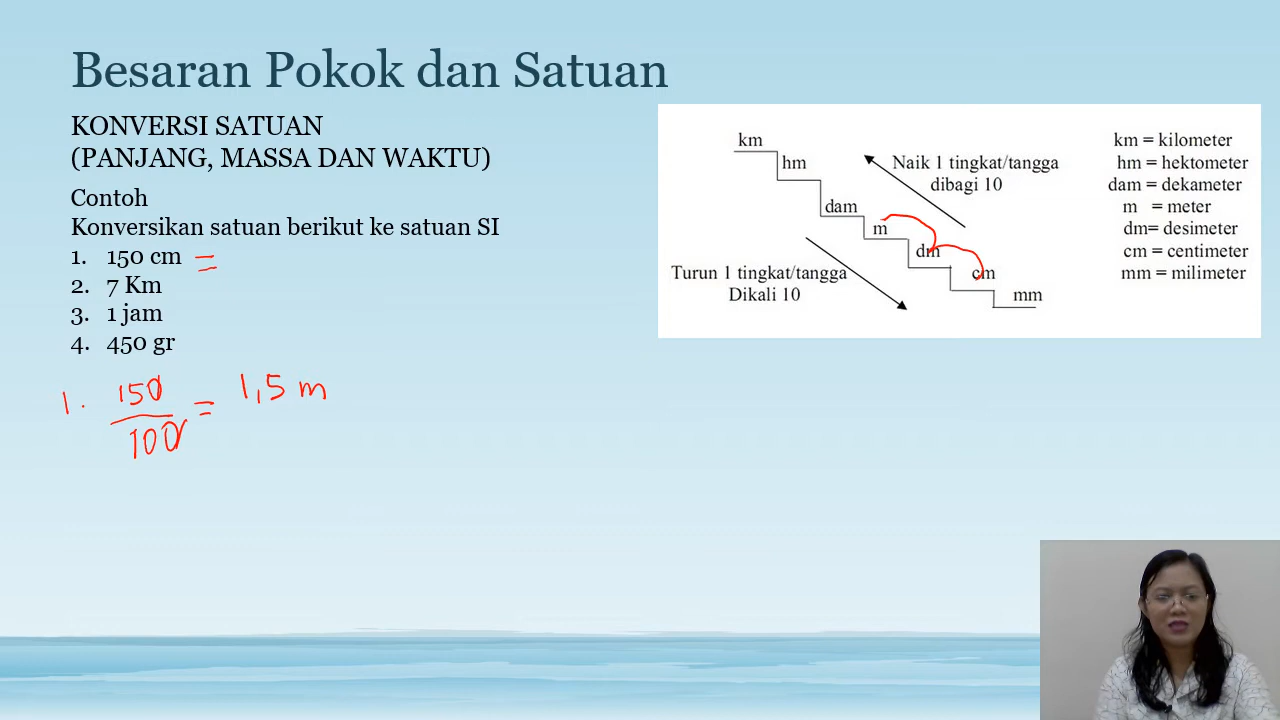 Besaran Pokok dan Satuan
KONVERSI SATUAN
(PANJANG, MASSA DAN WAKTU)
Contoh
Konversikan satuan berikut ke satuan SI
1. 150 cm =
2. 7 Km
3. 1 jam
4. 450 gr
1. 150/100 = 1,5 m
km
hm
dam
m
dm
cm
mm
Naik 1 tingkat/tangga
dibagi 10
Turun 1 tingkat/tangga
Dikali 10
km = kilometer
hm = hektometer
dam = dekameter
m = meter
dm= desimeter
cm = centimeter
mm = milimeter